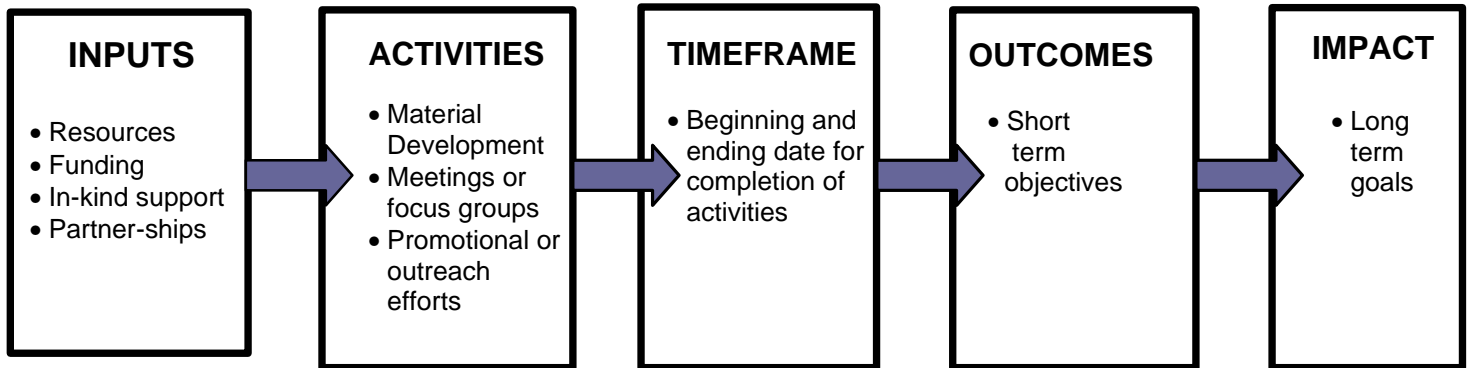 INPUTS
• Resources
• Funding
• In-kind support
• Partner-ships
ACTIVITIES
• Material
Development
• Meetings or
focus groups
• Promotional or
outreach
efforts
TIMEFRAME
• Beginning and
ending date for
completion of
activities
OUTCOMES
• Short
term
objectives
IMPACT
• Long
term
goals